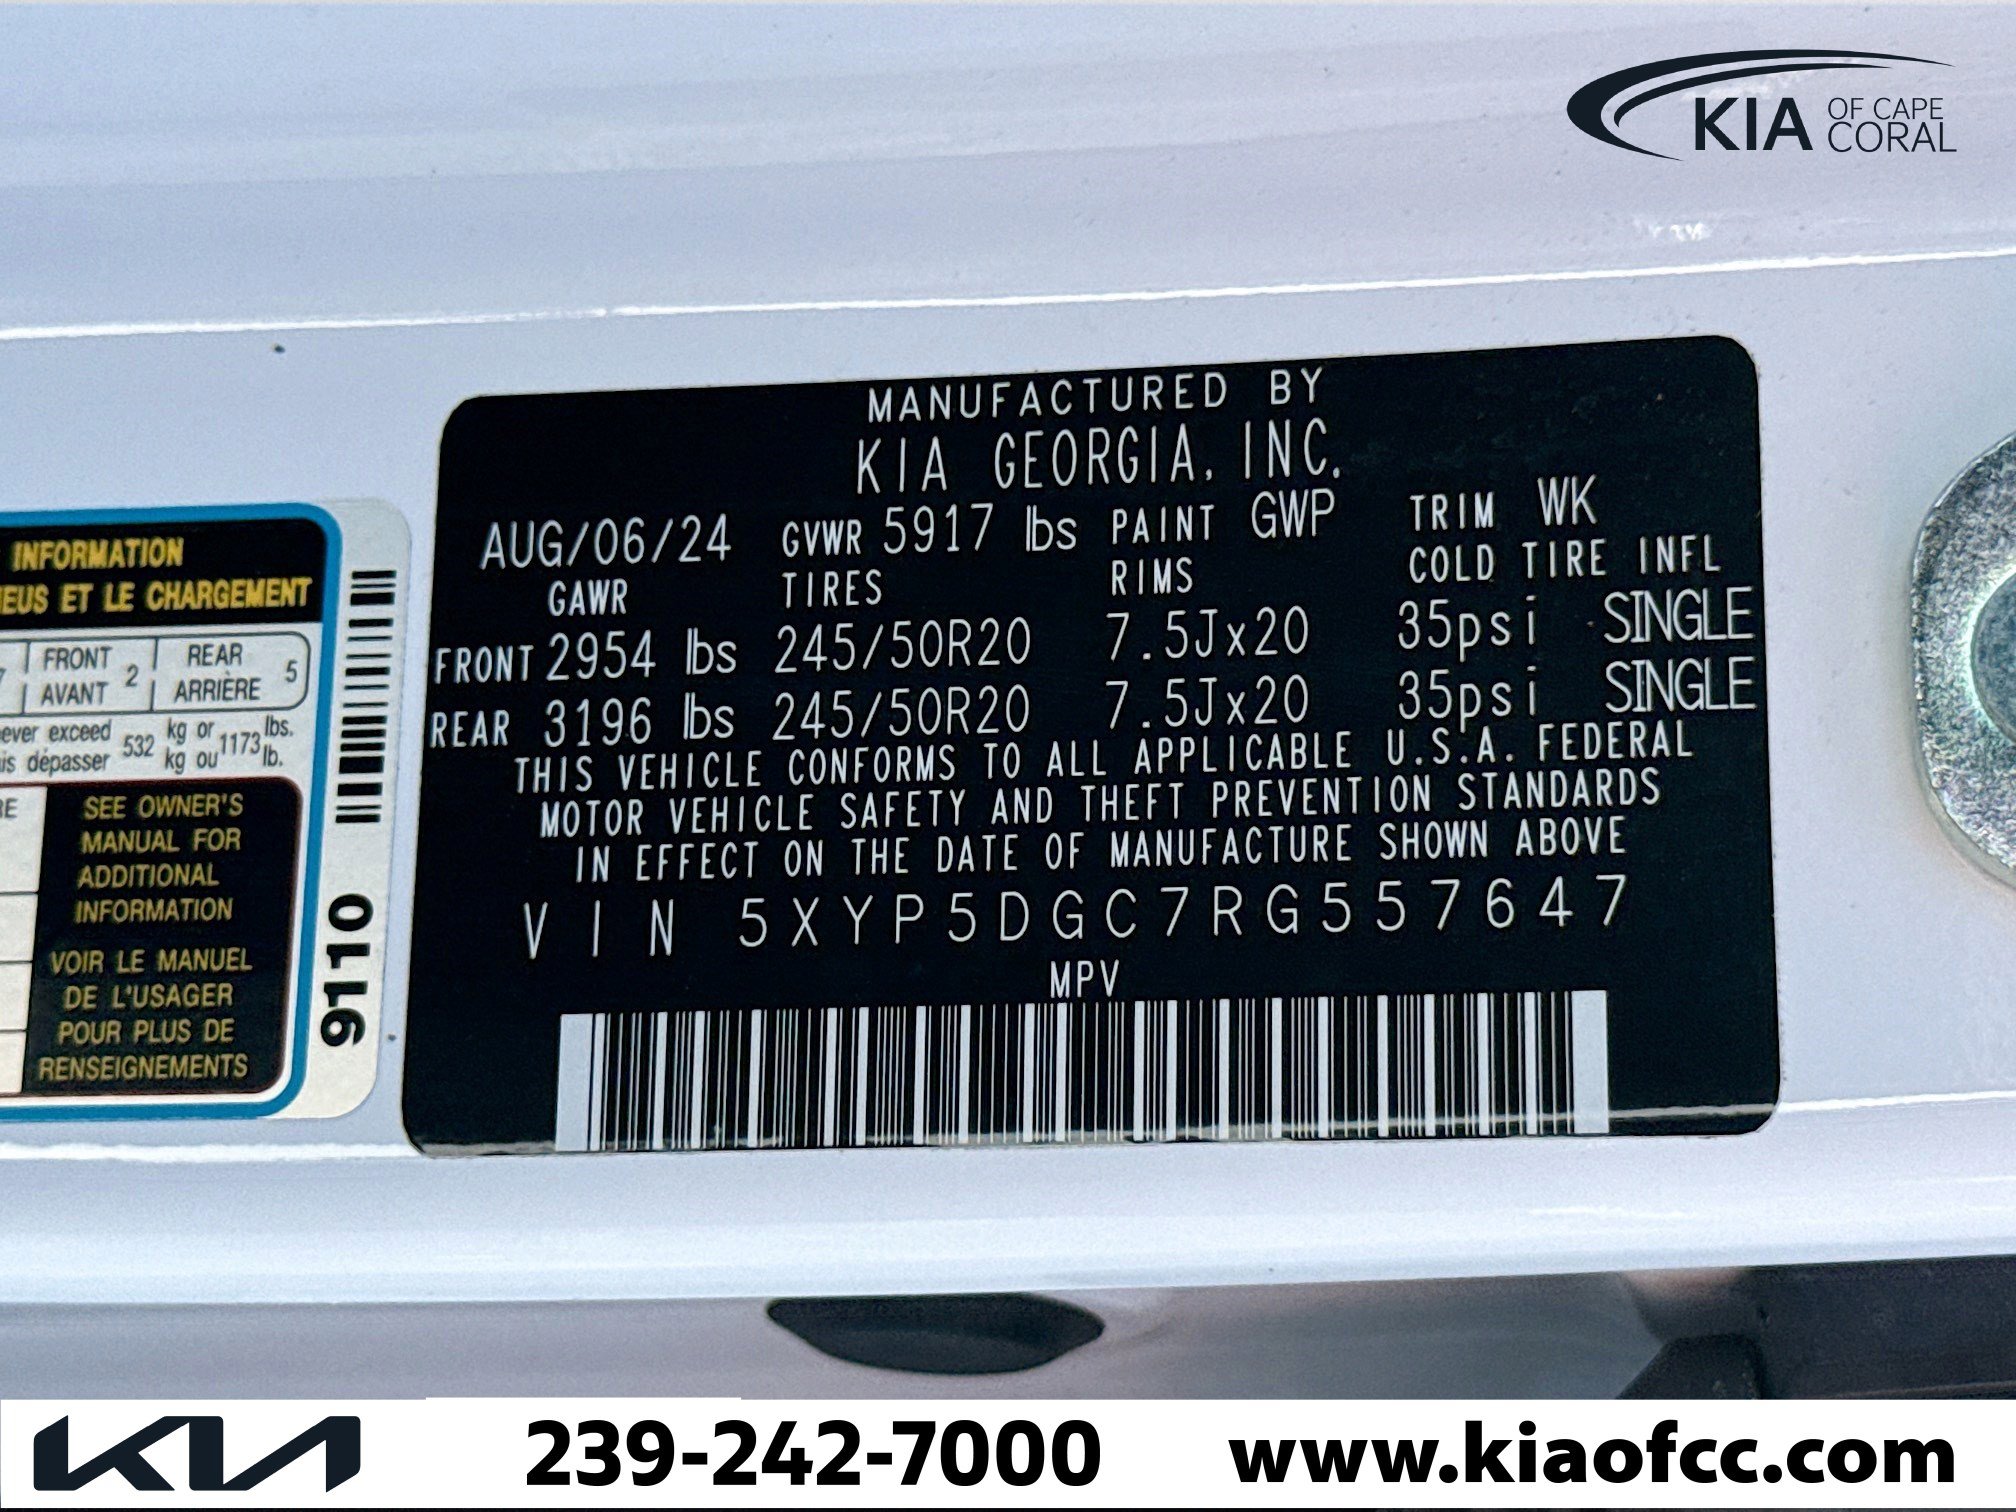 KIA OF CAPE CORAL
MANUFACTURED BY
KIA GEORGIA, INC.
AUG/06/24 GVWR 5917 lbs PAINT GWP TRIM WK
GAWR TIRES RIMS COLD TIRE INFL
FRONT 2954 lbs 245/50R20 7.5Jx20 35psi SINGLE
REAR 3196 lbs 245/50R20 7.5Jx20 35psi SINGLE
THIS VEHICLE CONFORMS TO ALL APPLICABLE U.S.A. FEDERAL
MOTOR VEHICLE SAFETY AND THEFT PREVENTION STANDARDS
IN EFFECT ON THE DATE OF MANUFACTURE SHOWN ABOVE
VIN 5XYP5DGC7RG557647
MPV
INFORMATION
ET LE CHARGEMENT
FRONT 2 REAR 5
AVANT ARRIÈRE
exceed 532 kg or 1173 lbs.
dépasser kg ou lb.
SEE OWNER'S
MANUAL FOR
ADDITIONAL
INFORMATION
VOIR LE MANUEL
DE L'USAGER
POUR PLUS DE
RENSEIGNEMENTS
9110
KIA 239-242-7000 www.kiaofcc.com